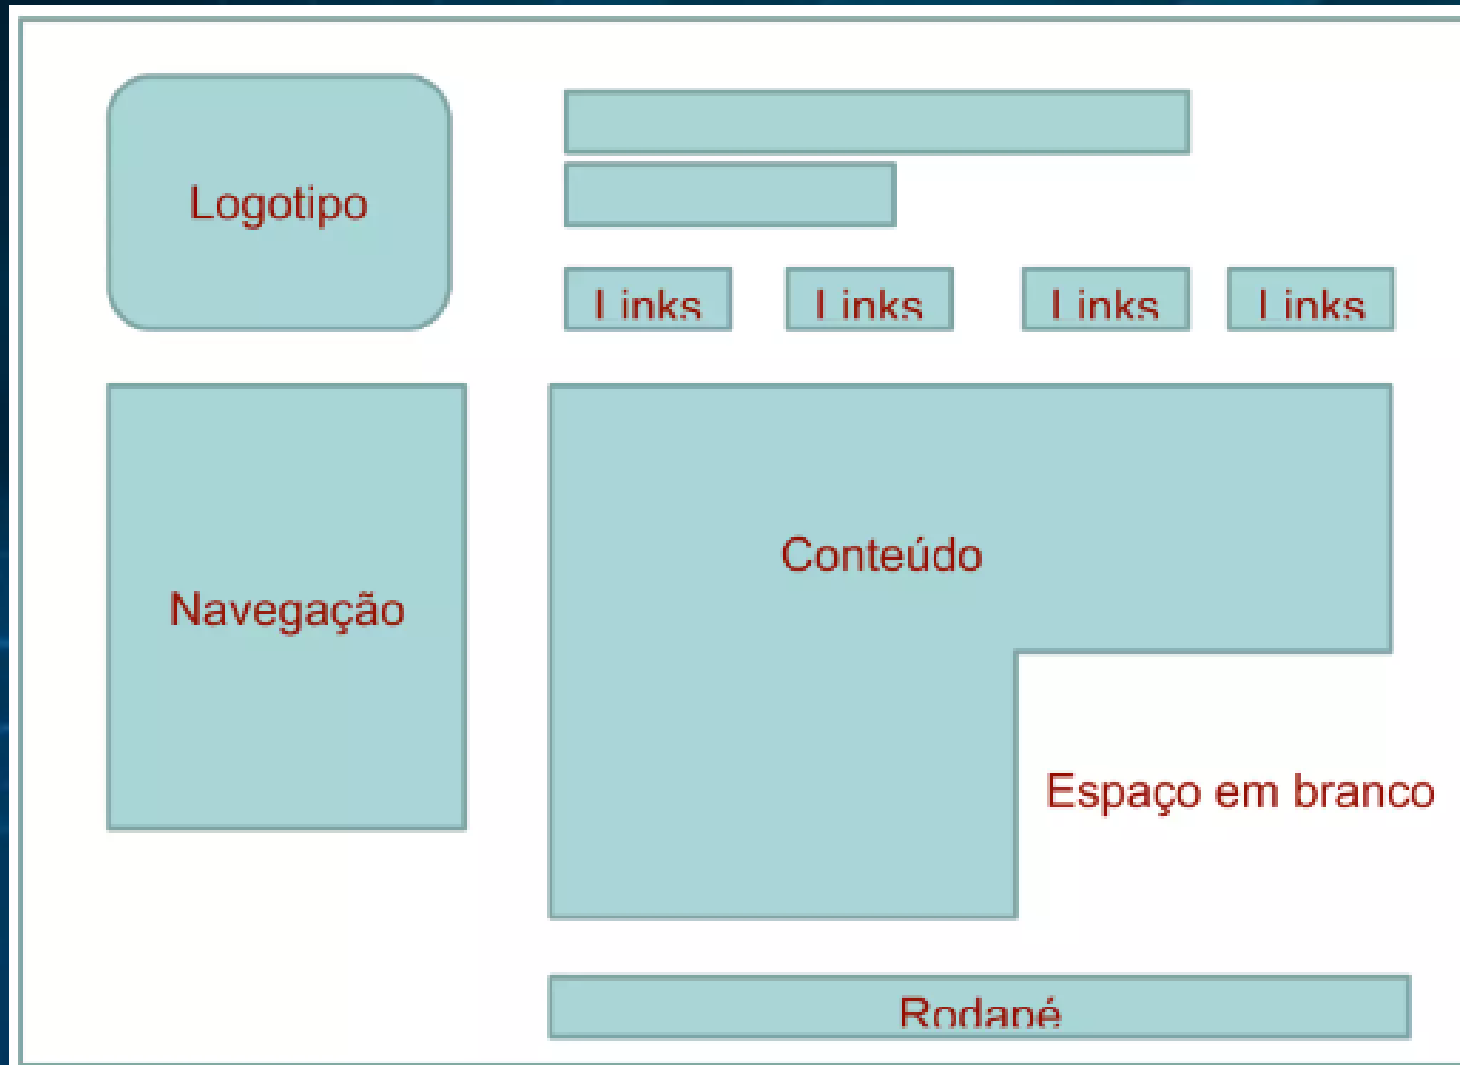 Logotipo
Links
Links
Links
Links
Conteúdo
Navegação
Espaço em branco
Rodapé